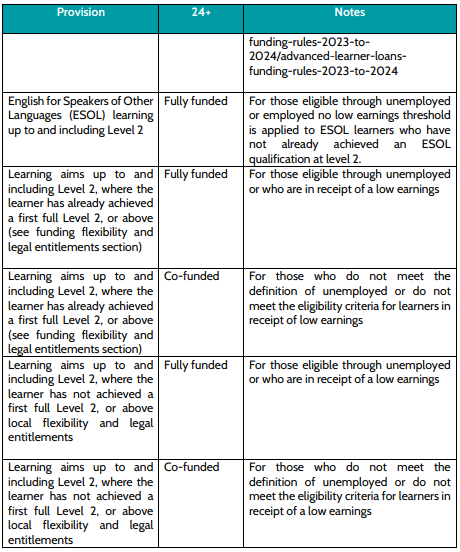 Provision 24+ Notes
funding-rules-2023-to-
2024/advanced-learner-loans-
funding-rules-2023-to-2024
English for Speakers of Other
Languages (ESOL) learning
up to and including Level 2
Fully funded
For those eligible through unemployed
or employed no low earnings threshold
is applied to ESOL learners who have
not already achieved an ESOL
qualification at level 2.
Learning aims up to and
including Level 2, where the
learner has already achieved
a first full Level 2, or above
(see funding flexibility and
legal entitlements section)
Fully funded
For those eligible through unemployed
or who are in receipt of a low earnings
Learning aims up to and
including Level 2, where the
learner has already achieved
a first full Level 2, or above
(see funding flexibility and
legal entitlements section)
Co-funded
For those who do not meet the
definition of unemployed or do not
meet the eligibility criteria for learners in
receipt of low earnings
Learning aims up to and
including Level 2, where the
learner has not achieved a
first full Level 2, or above
local flexibility and legal
entitlements
Fully funded
For those eligible through unemployed
or who are in receipt of a low earnings
Learning aims up to and
including Level 2, where the
learner has not achieved a
first full Level 2, or above
local flexibility and legal
entitlements
Co-funded
For those who do not meet the
definition of unemployed or do not
meet the eligibility criteria for learners in
receipt of a low earnings